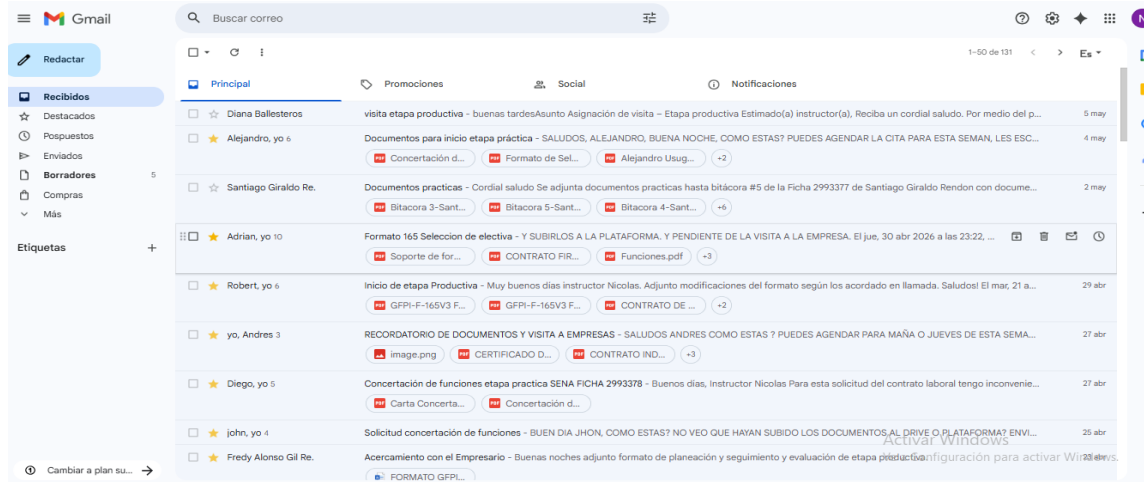 Gmail
Buscar correo
Redactar
1–50 de 131
Es
Recibidos
Destacados
Pospuestos
Enviados
Borradores 5
Compras
Más
Etiquetas
Principal
Promociones
Social
Notificaciones
Diana Ballesteros visita etapa productiva - buenas tardesAsunto Asignación de visita – Etapa productiva Estimado(a) instructor(a), Reciba un cordial saludo. Por medio del p... 5 may
Alejandro, yo 6 Documentos para inicio etapa práctica - SALUDOS, ALEJANDRO, BUENA NOCHE, COMO ESTAS? PUEDES AGENDAR LA CITA PARA ESTA SEMAN, LES ESC... 4 may
Concertación d... Formato de Sel... Alejandro Usug... +2
Santiago Giraldo Re. Documentos practicas - Cordial saludo Se adjunta documentos practicas hasta bitácora #5 de la Ficha 2993377 de Santiago Giraldo Rendon con docume... 2 may
Bitacora 3-Sant... Bitacora 5-Sant... Bitacora 4-Sant... +6
Adrian, yo 10 Formato 165 Seleccion de electiva - Y SUBIRLOS A LA PLATAFORMA. Y PENDIENTE DE LA VISITA A LA EMPRESA. El jue, 30 abr 2026 a las 23:22, ...
Soporte de for... CONTRATO FIR... Funciones.pdf +3
Robert, yo 6 Inicio de etapa Productiva - Muy buenos días instructor Nicolas. Adjunto modificaciones del formato según los acordado en llamada. Saludos! El mar, 21 a... 29 abr
GFPI-F-165V3 F... GFPI-F-165V3 F... CONTRATO DE ... +2
yo, Andres 3 RECORDATORIO DE DOCUMENTOS Y VISITA A EMPRESAS - SALUDOS ANDRES COMO ESTAS ? PUEDES AGENDAR PARA MAÑA O JUEVES DE ESTA SEMA... 27 abr
image.png CERTIFICADO D... CONTRATO IND... +3
Diego, yo 5 Concertación de funciones etapa practica SENA FICHA 2993378 - Buenos días, Instructor Nicolas Para esta solicitud del contrato laboral tengo inconvenie... 27 abr
Carta Concerta... Concertación d...
john, yo 4 Solicitud concertación de funciones - BUEN DIA JHON, COMO ESTAS? NO VEO QUE HAYAN SUBIDO LOS DOCUMENTOS AL DRIVE O PLATAFORMA? ENVI... 25 abr
Activar Windows
Fredy Alonso Gil Re. Acercamiento con el Empresario - Buenas noches adjunto formato de planeación y seguimiento y evaluación de etapa productiva.
Configuración para activar Windows.
FORMATO GFPI...
Cambiar a plan su...